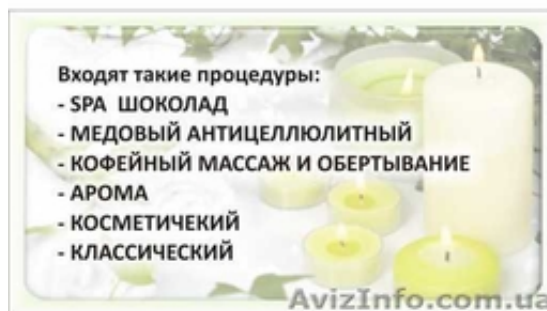 Входят такие процедуры:
- SPA ШОКОЛАД
- МЕДОВЫЙ АНТИЦЕЛЛЮЛИТНЫЙ
- КОФЕЙНЫЙ МАССАЖ И ОБЕРТЫВАНИЕ
- АРОМА
- КОСМЕТИЧЕКИЙ
- КЛАССИЧЕСКИЙ
AvizInfo.com.ua